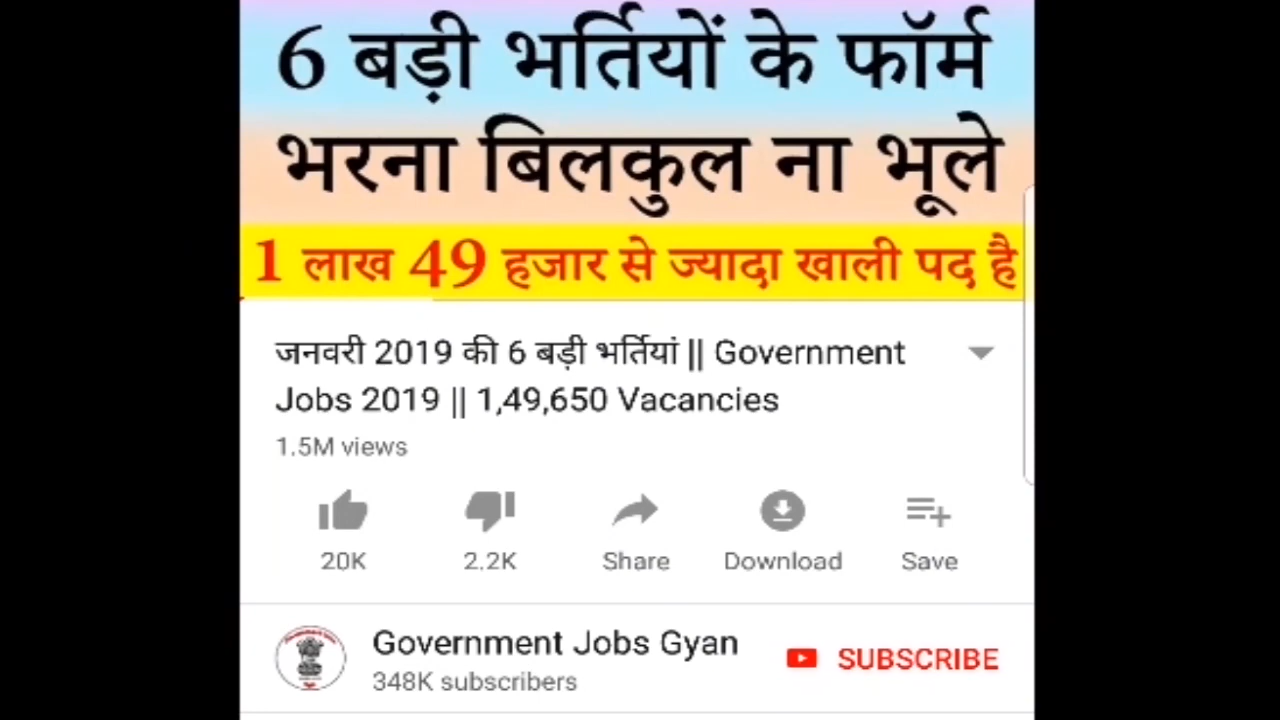 6 बड़ी भर्तियों के फॉर्म
भरना बिलकुल ना भूले
1 लाख 49 हजार से ज्यादा खाली पद है
जनवरी 2019 की 6 बड़ी भर्तियां || Government
Jobs 2019 || 1,49,650 Vacancies
1.5M views
20K 2.2K Share Download Save
Government Jobs Gyan
SUBSCRIBE
348K subscribers